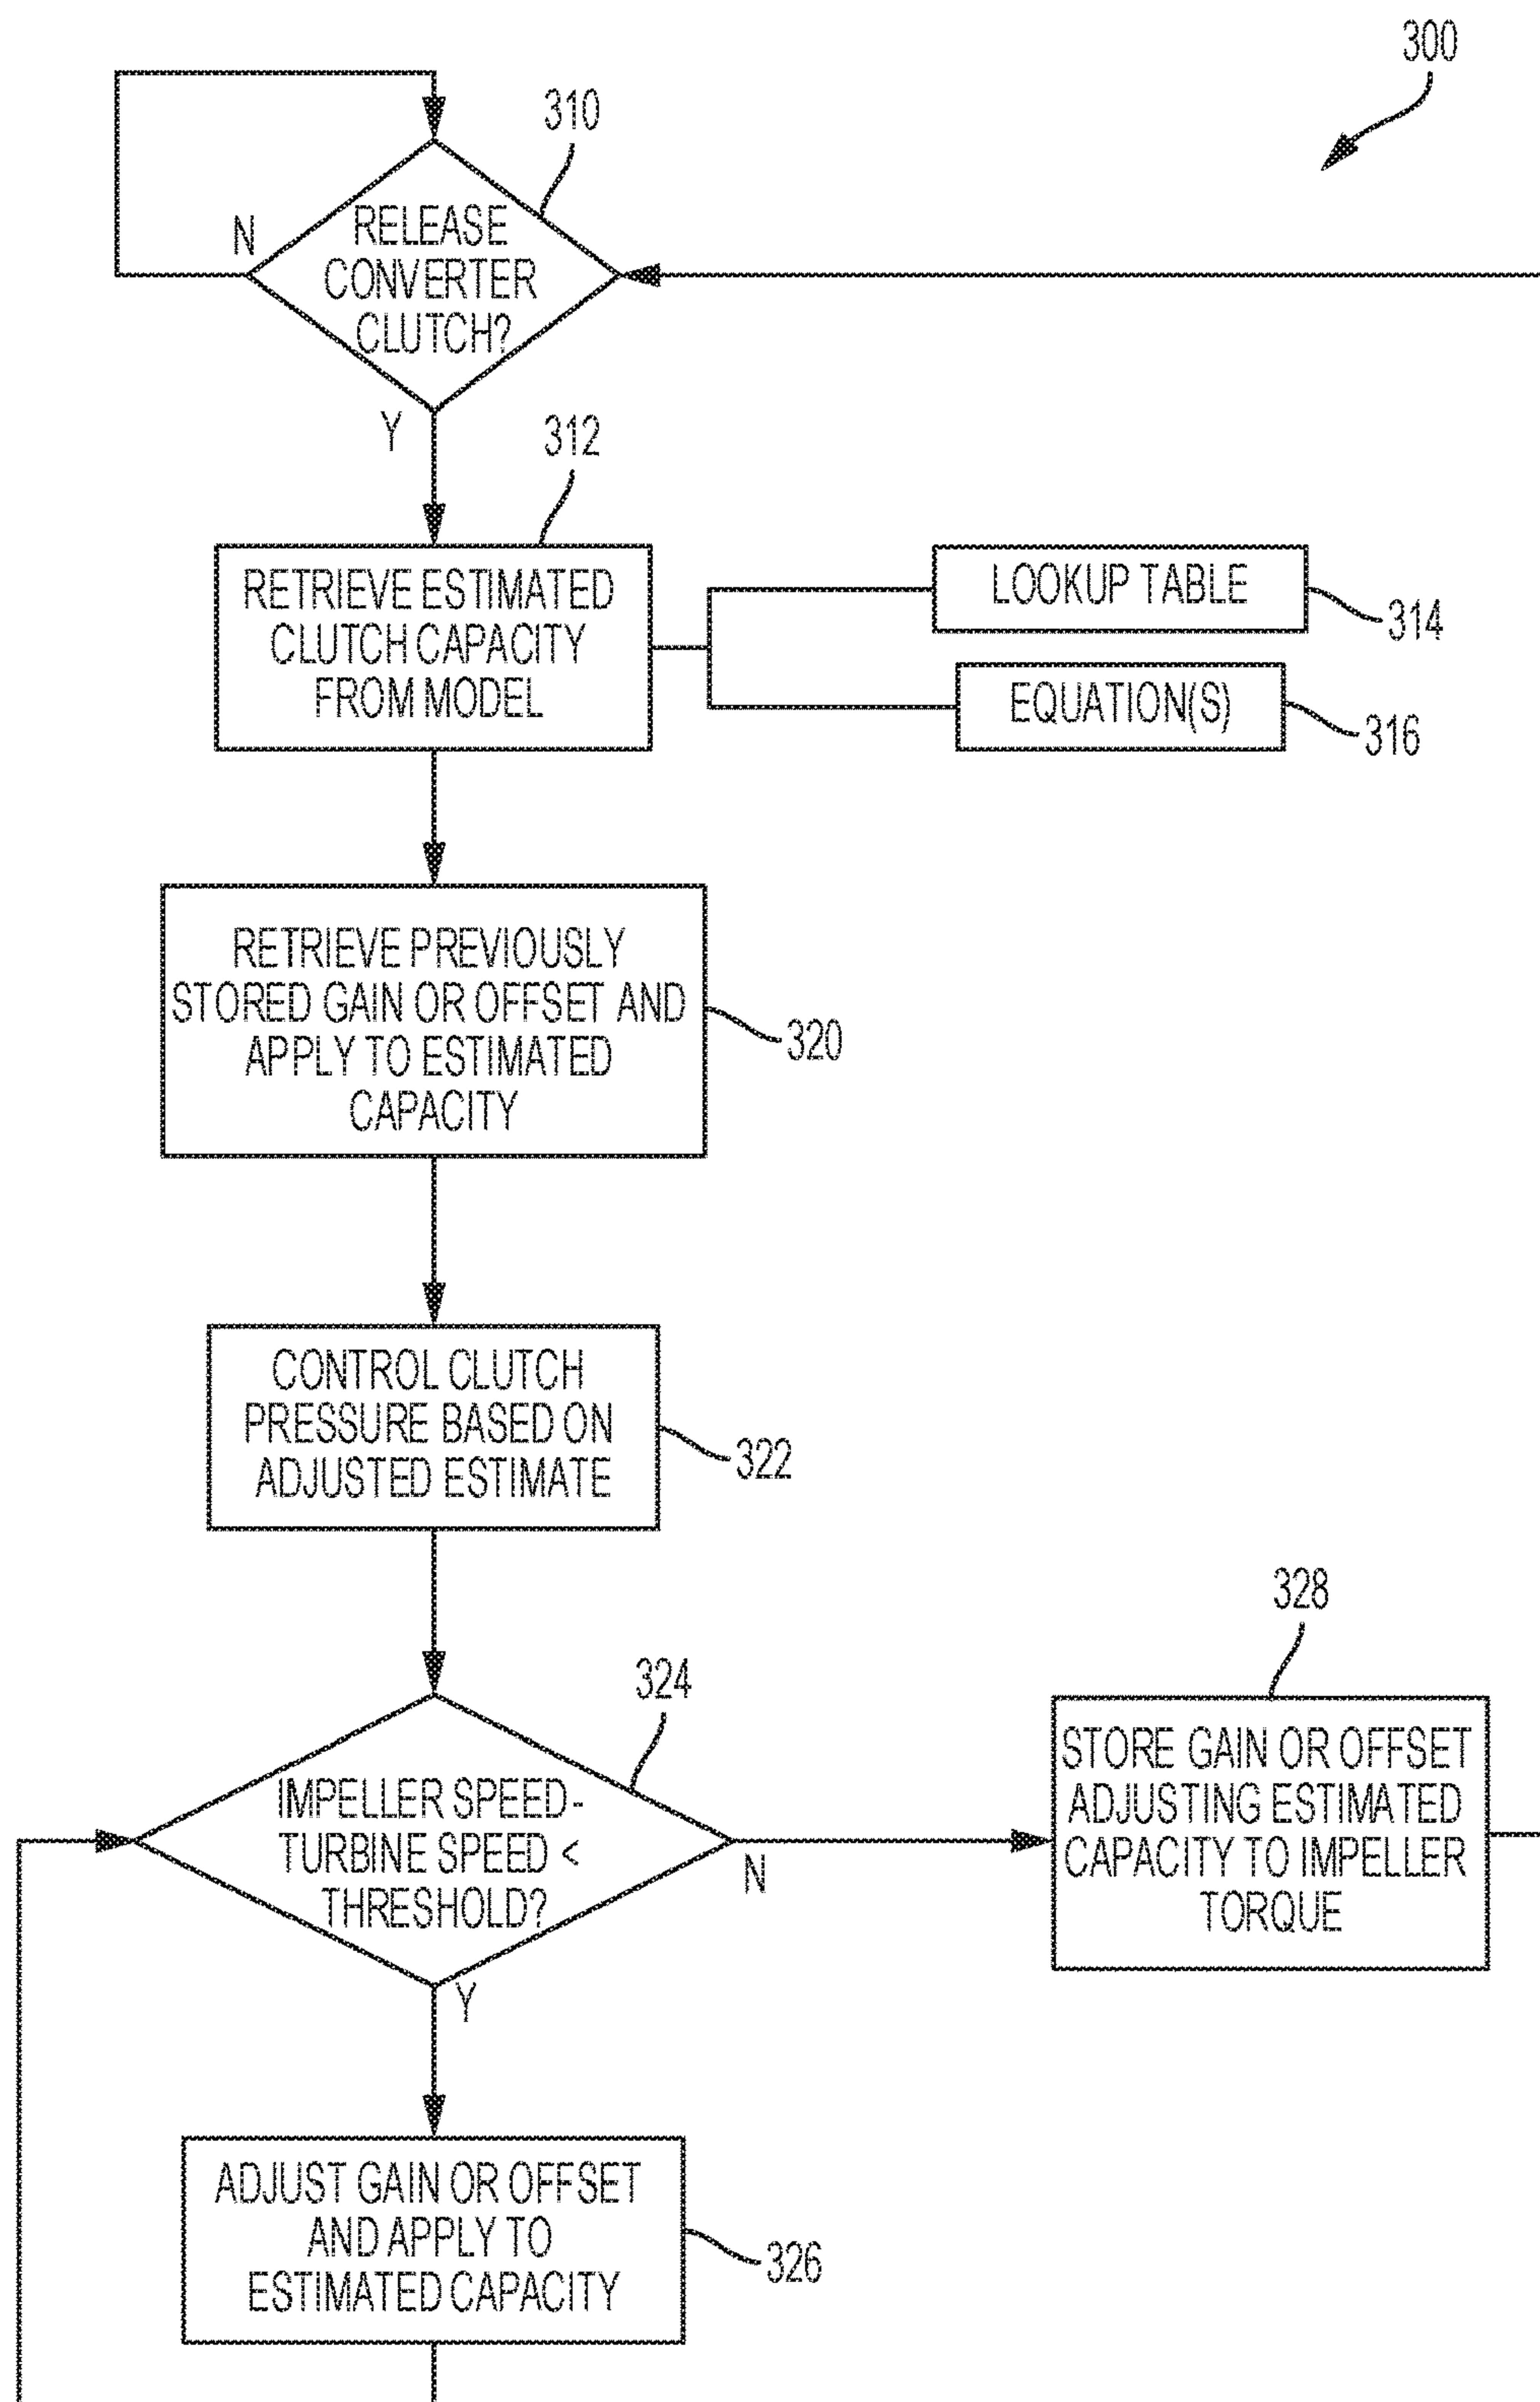 300
310
RELEASE
CONVERTER
CLUTCH?
N
Y
312
RETRIEVE ESTIMATED
CLUTCH CAPACITY
FROM MODEL
LOOKUP TABLE
314
EQUATION(S)
316
RETRIEVE PREVIOUSLY
STORED GAIN OR OFFSET AND
APPLY TO ESTIMATED
CAPACITY
320
CONTROL CLUTCH
PRESSURE BASED ON
ADJUSTED ESTIMATE
322
324
IMPELLER SPEED-
TURBINE SPEED <
THRESHOLD?
N
Y
328
STORE GAIN OR OFFSET
ADJUSTING ESTIMATED
CAPACITY TO IMPELLER
TORQUE
ADJUST GAIN OR OFFSET
AND APPLY TO
ESTIMATED CAPACITY
326